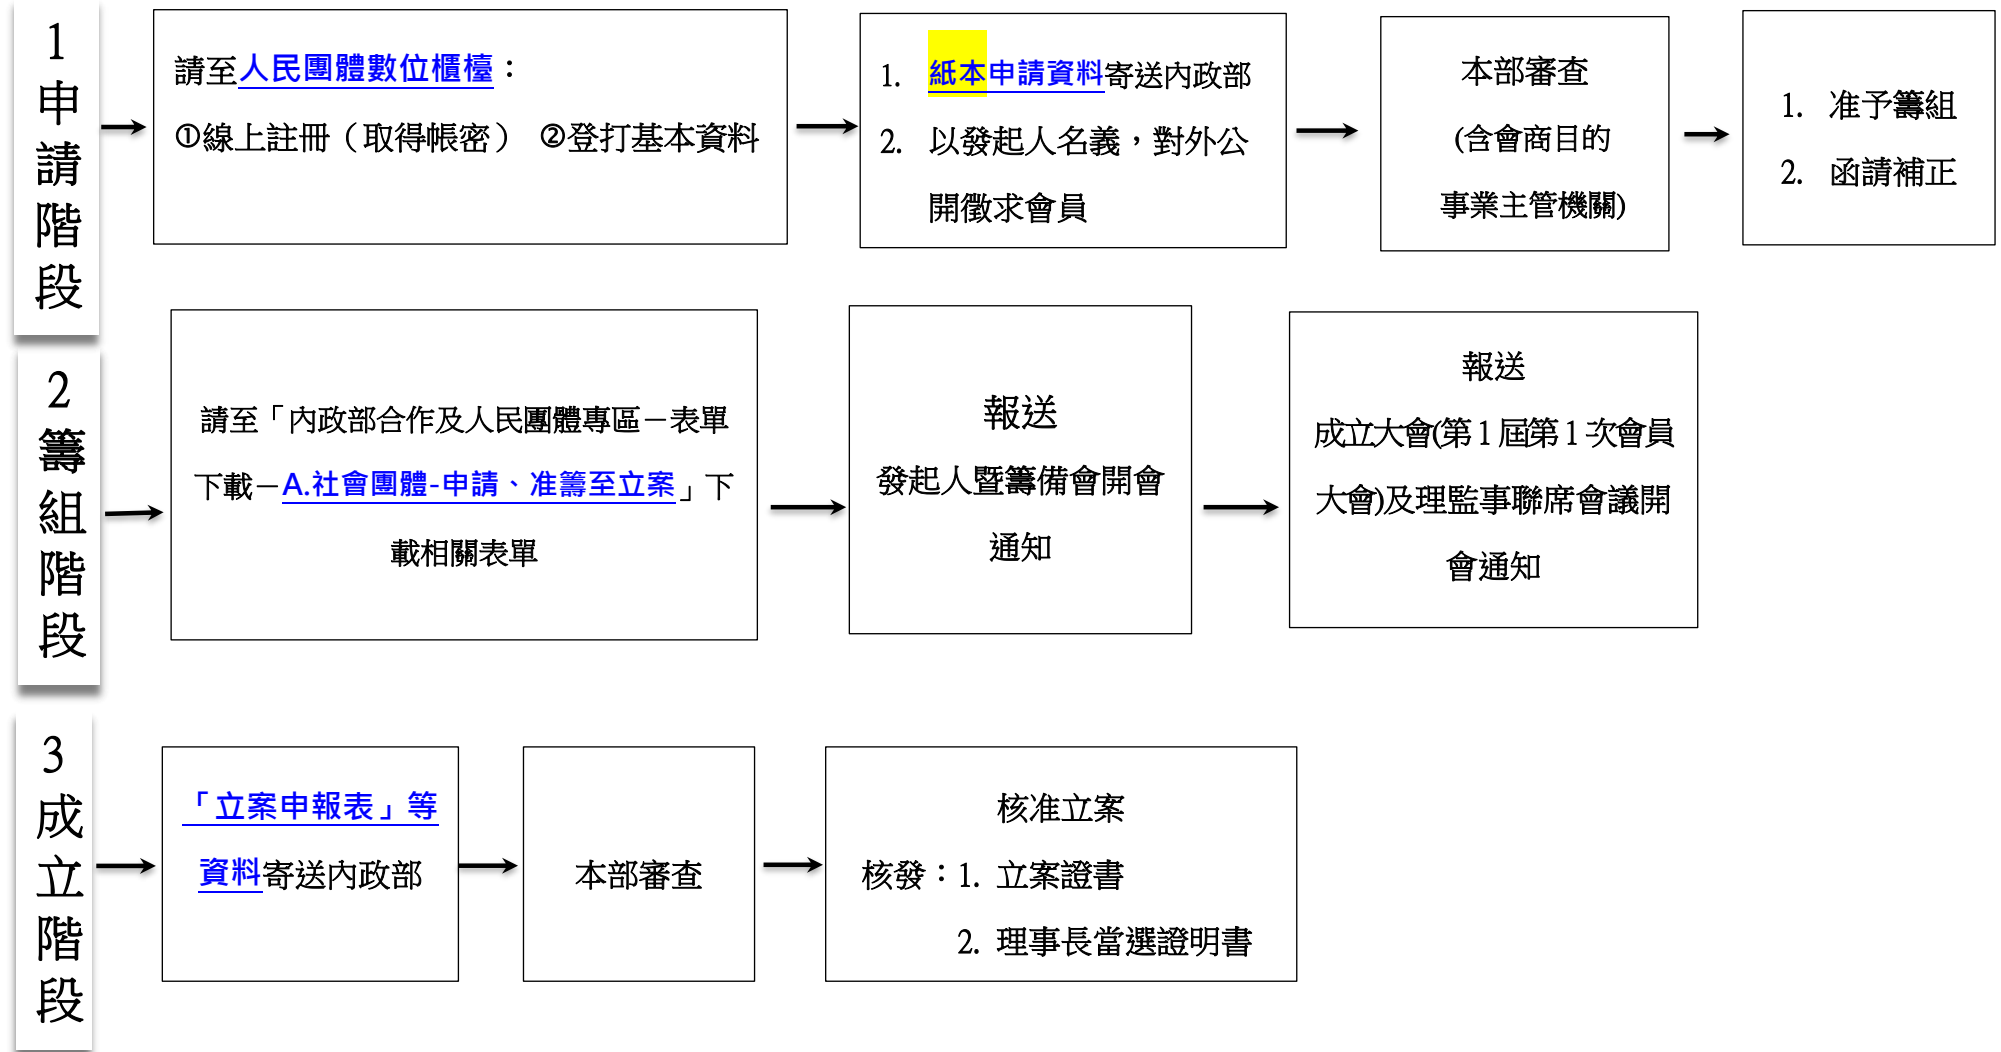 1
申
請
階
段
請至人民團體數位櫃檯：
①線上註冊（取得帳密） ②登打基本資料
1. 紙本申請資料寄送內政部
2. 以發起人名義，對外公
開徵求會員
本部審查
(含會商目的
事業主管機關)
1. 准予籌組
2. 函請補正
2
籌
組
階
段
請至「內政部合作及人民團體專區－表單
下載－A.社會團體-申請、准籌至立案」下
載相關表單
報送
發起人暨籌備會開會
通知
報送
成立大會(第 1 屆第 1 次會員
大會)及理監事聯席會議開
會通知
3
成
立
階
段
「立案申報表」等
資料寄送內政部
本部審查
核准立案
核發：1. 立案證書
2. 理事長當選證明書